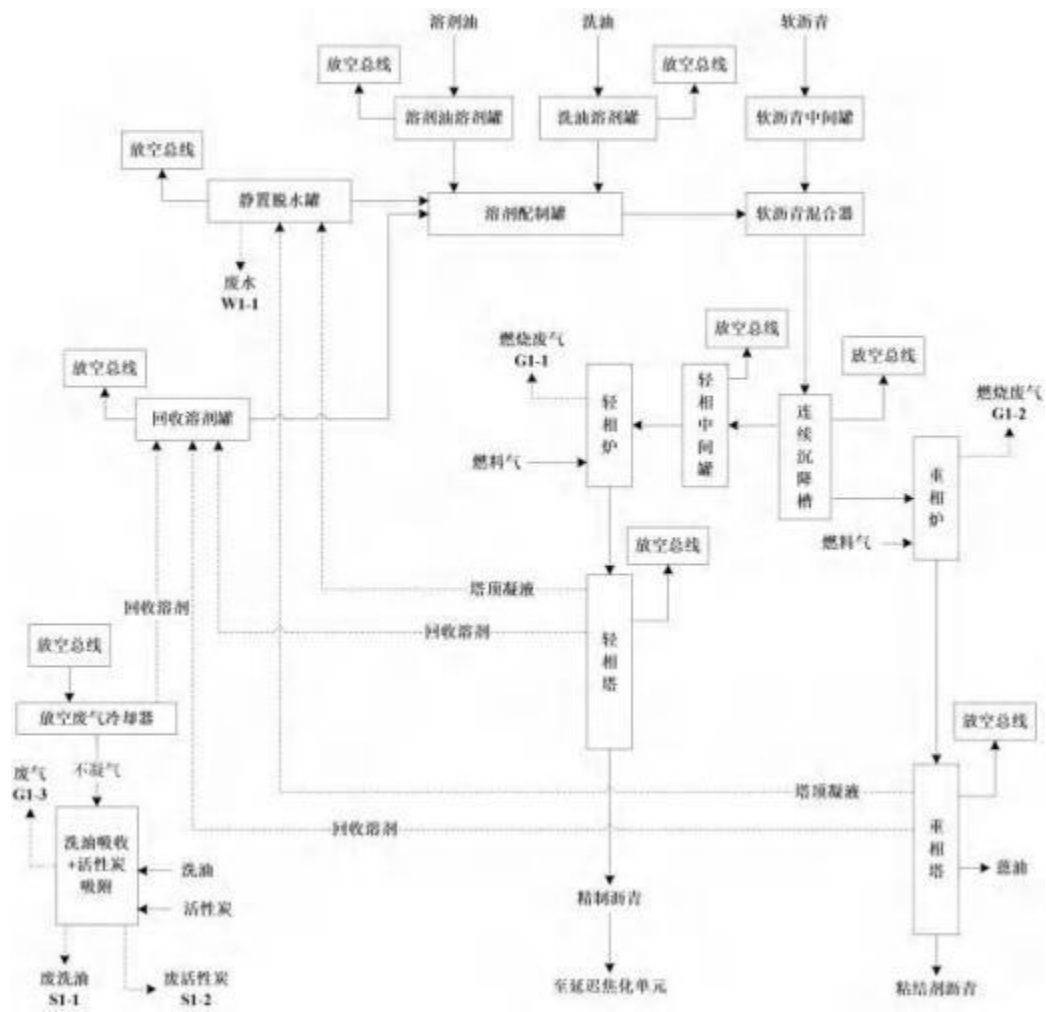 溶剂油
洗油
软沥青
放空总线
放空总线
溶剂油溶剂罐
洗油溶剂罐
软沥青中间罐
放空总线
静置脱水罐
溶剂配制罐
软沥青混合器
废水
W1-1
放空总线
燃烧废气
G1-1
放空总线
放空总线
燃烧废气
G1-2
回收溶剂罐
轻相炉
轻相中间罐
连续沉降槽
重相炉
燃料气
燃料气
放空总线
塔顶凝液
回收溶剂
回收溶剂
轻相塔
放空总线
放空废气冷却器
放空总线
不凝气
废气
G1-3
塔顶凝液
回收溶剂
重相塔
洗油吸收
+活性炭
吸附
洗油
活性炭
蒽油
精制沥青
废洗油
S1-1
废活性炭
S1-2
至延迟焦化单元
粘结剂沥青